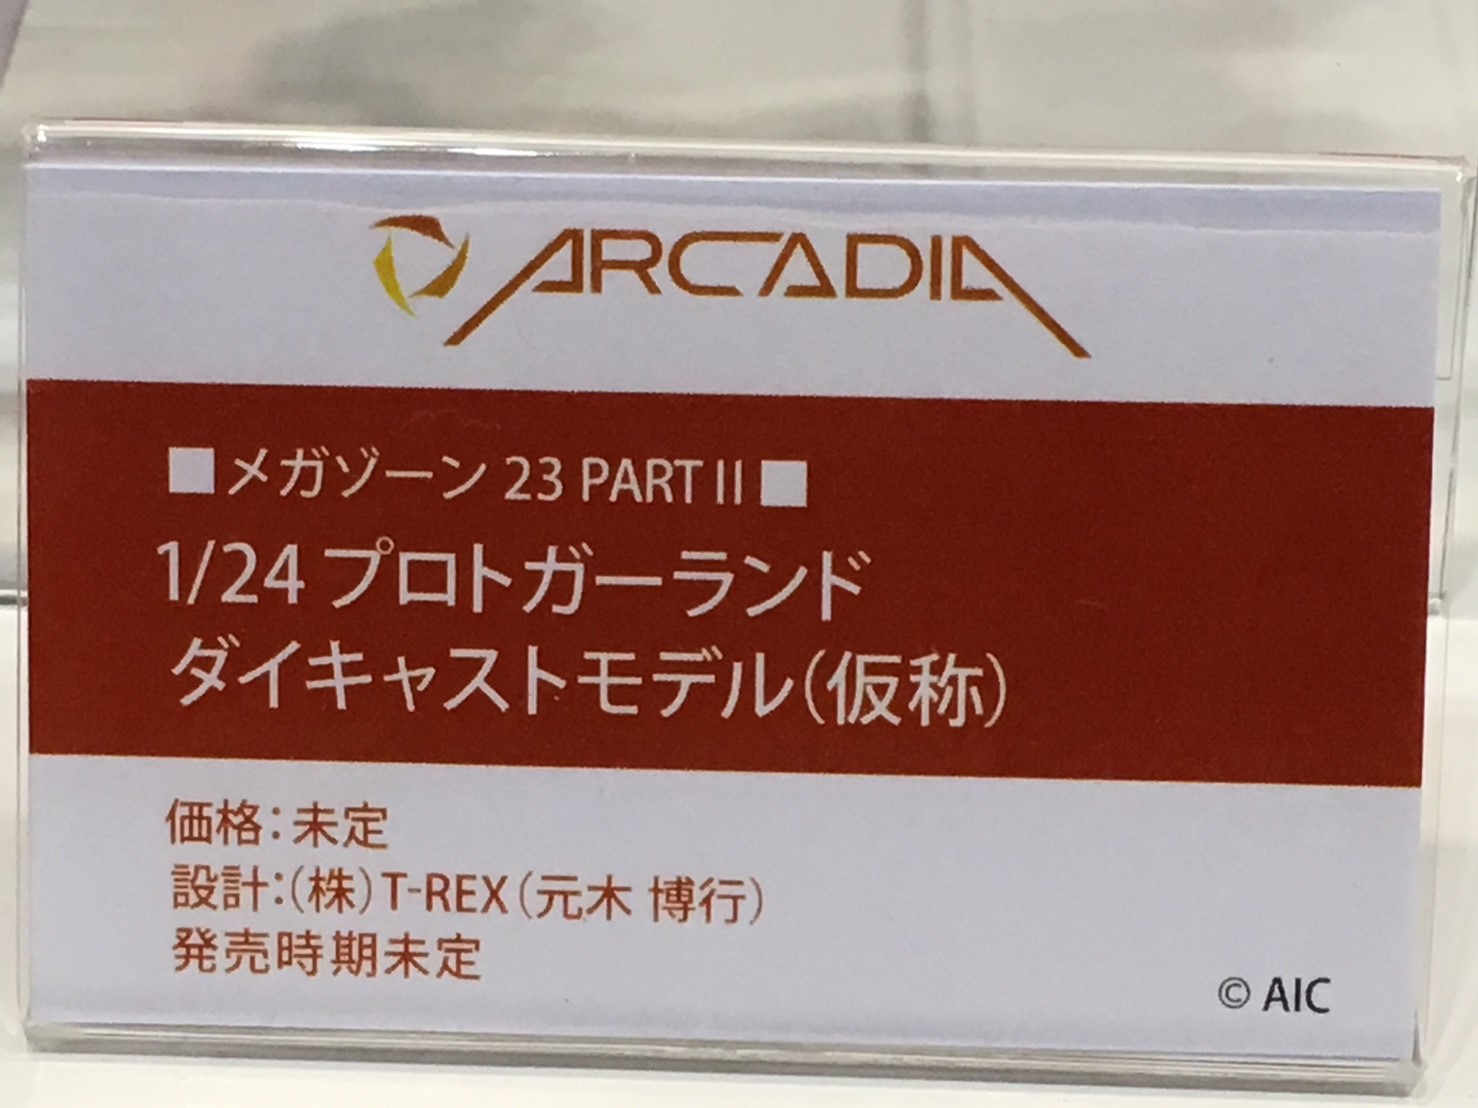 ARCADIA
■メガゾーン 23 PART II■
1/24 プロトガーランド
ダイキャストモデル(仮称)
価格:未定
設計:(株)T-REX(元木 博行)
発売時期未定
© AIC